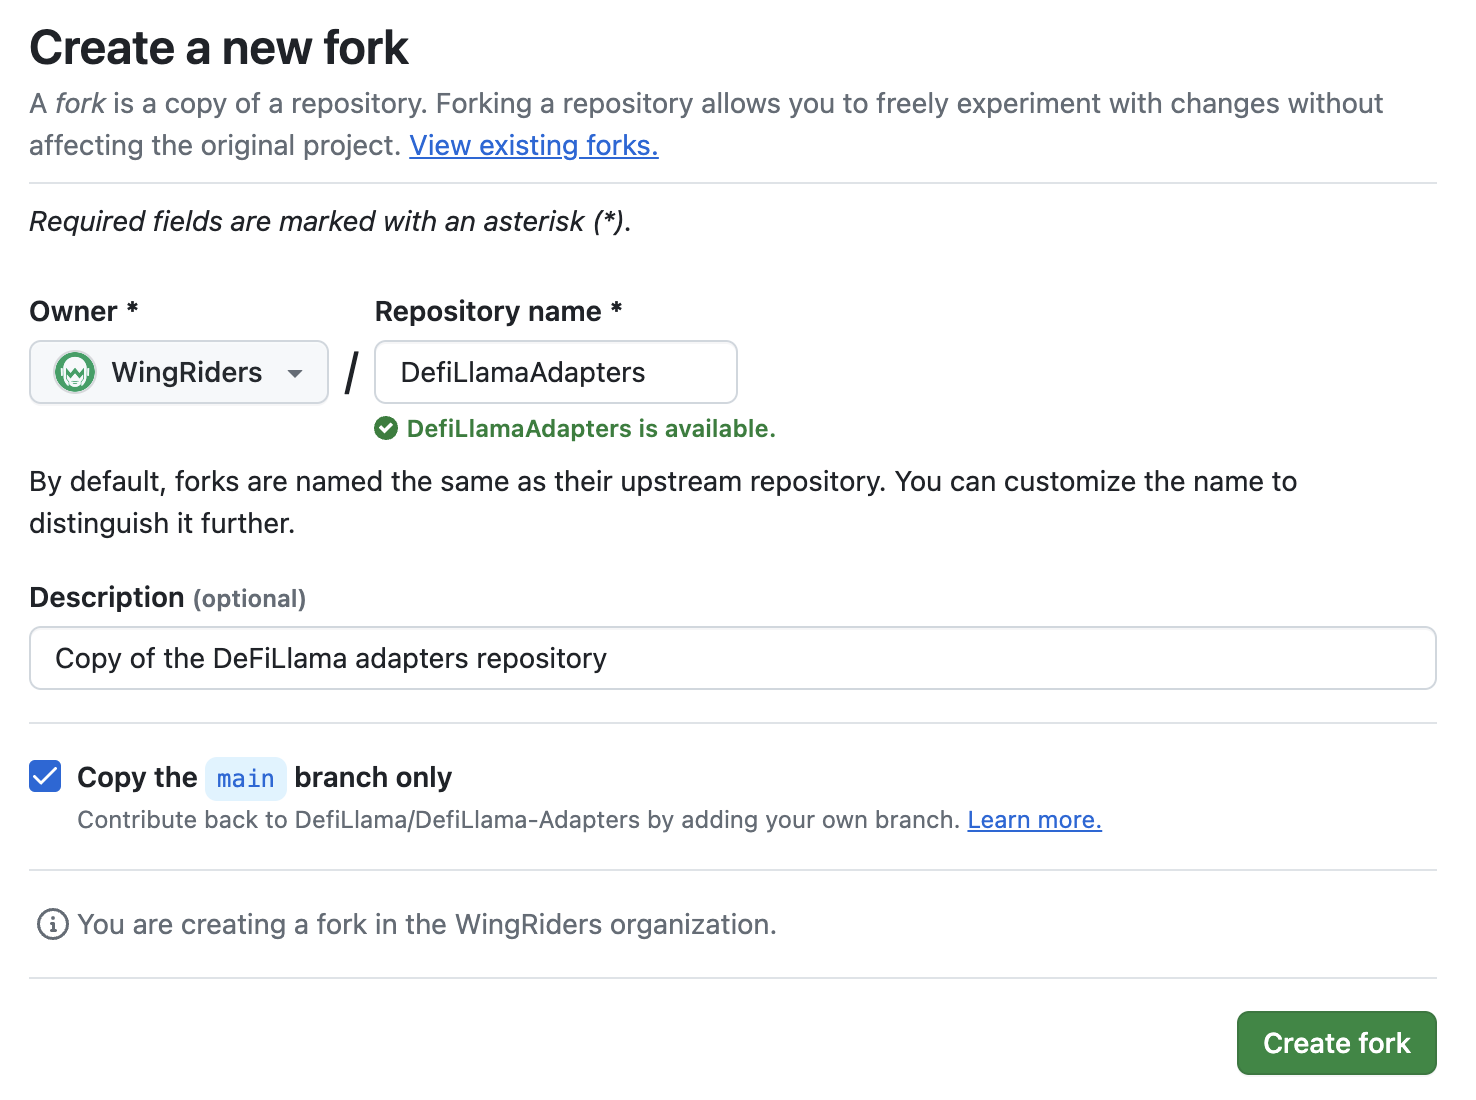 Create a new fork
A fork is a copy of a repository. Forking a repository allows you to freely experiment with changes without
affecting the original project. View existing forks.
Required fields are marked with an asterisk (*).
Owner * Repository name *
WingRiders / DefiLlamaAdapters
DefiLlamaAdapters is available.
By default, forks are named the same as their upstream repository. You can customize the name to
distinguish it further.
Description (optional)
Copy of the DeFiLlama adapters repository
Copy the main branch only
Contribute back to DefiLlama/DefiLlama-Adapters by adding your own branch. Learn more.
You are creating a fork in the WingRiders organization.
Create fork